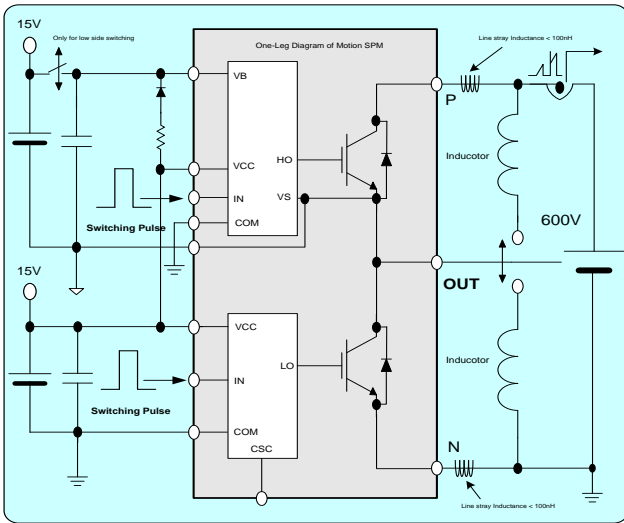 15V
Only for low side switching
One-Leg Diagram of Motion SPM
Line stray Inductance < 100nH
VB
P
HO
VCC
IN
VS
COM
Switching Pulse
Inducotor
600V
OUT
15V
VCC
LO
IN
Switching Pulse
Inducotor
COM
CSC
N
Line stray Inductance < 100nH